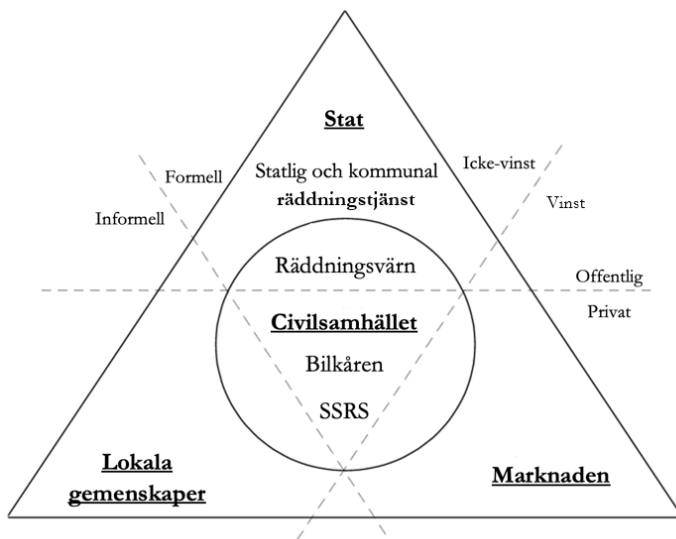 Stat
Statlig och kommunal
räddningstjänst
Formell
Informell
Icke-vinst
Vinst
Räddningsvärn
Offentlig
Privat
Civilsamhället
Bilkåren
SSRS
Lokala
gemenskaper
Marknaden